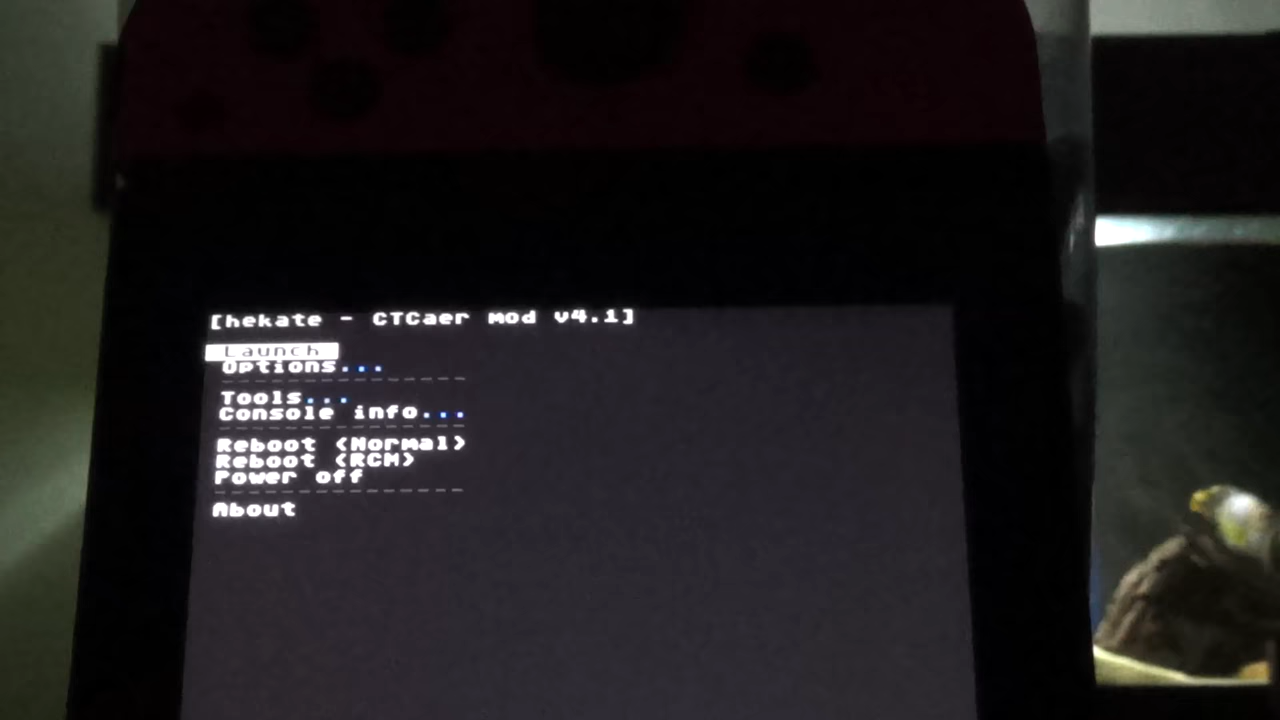 [hekate - CTCaer mod v4.1]
Launch
Options...
----------------
Tools...
Console info...
----------------
Reboot (Normal)
Reboot (RCM)
Power off
----------------
About